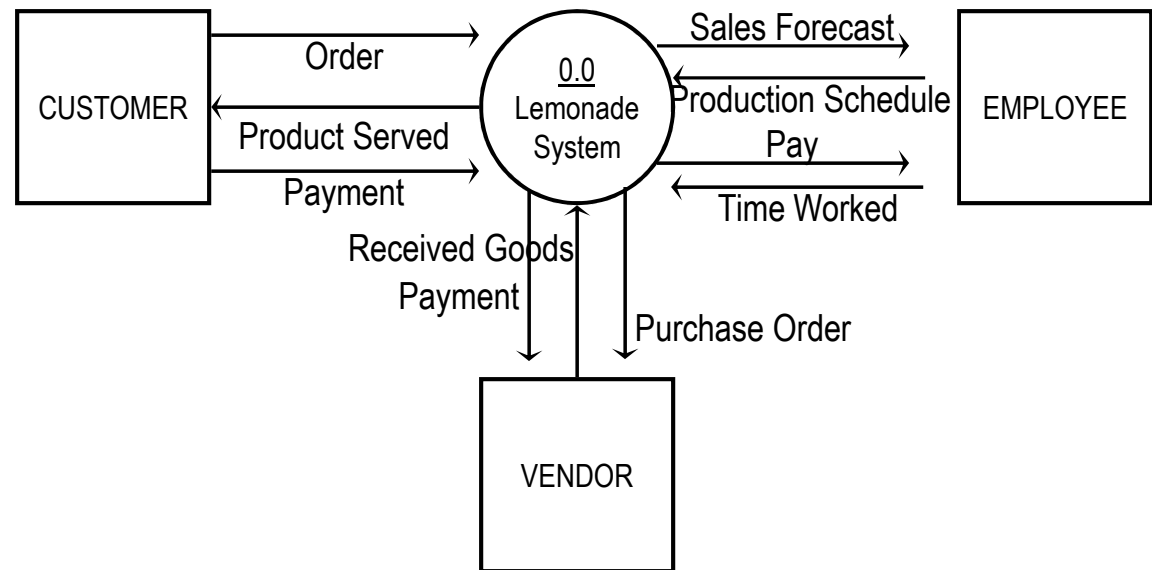 CUSTOMER
Order
Product Served
Payment
0.0
Lemonade
System
Sales Forecast
Production Schedule
Pay
Time Worked
EMPLOYEE
Received Goods
Payment
Purchase Order
VENDOR